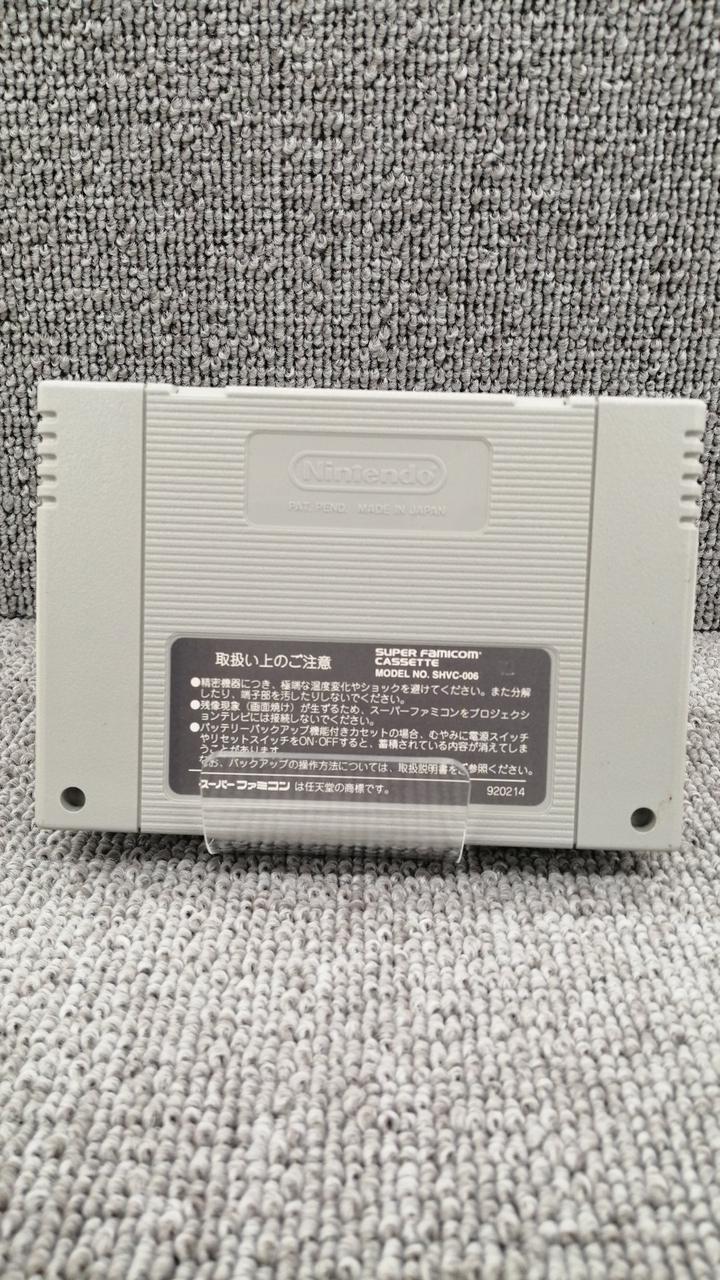 Nintendo
PAT. PEND. MADE IN JAPAN
取扱い上のご注意
SUPER FAMICOM
CASSETTE
MODEL NO. SHVC-006
●精密機器につき、極端な温度変化やショックを避けてください。また分解
したり、端子部を汚したりしないでください。
●残像現象(画面焼け)が生ずるため、スーパーファミコンをプロジェクシ
ョンテレビには接続しないでください。
●バッテリーバックアップ機能付きカセットの場合、むやみに電源スイッチ
やリセットスイッチをON・OFFすると、蓄積されている内容が消えてしま
うことがあります。
なお、バックアップの操作方法については、取扱説明書をご参照ください。
スーパーファミコン は任天堂の商標です。
920214